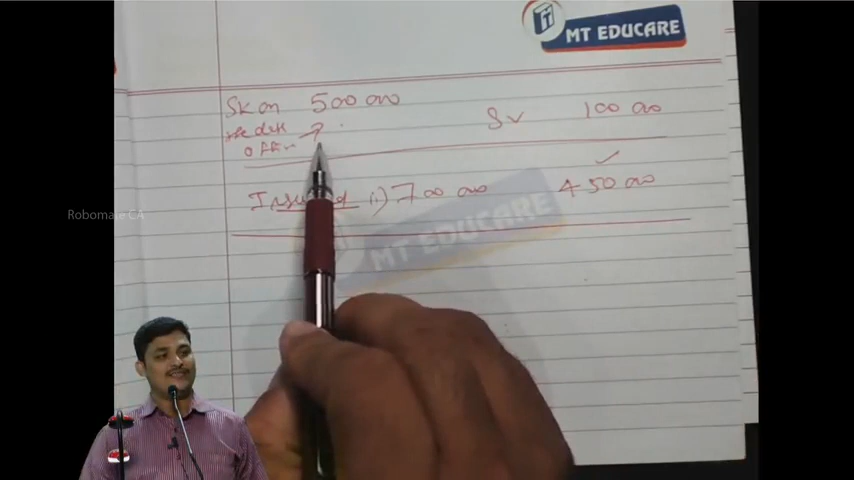 MT EDUCARE
SK on 500 000
SV 100 000
Insured (i) 700 000 450 000
MT EDUCARE
Robomate CA